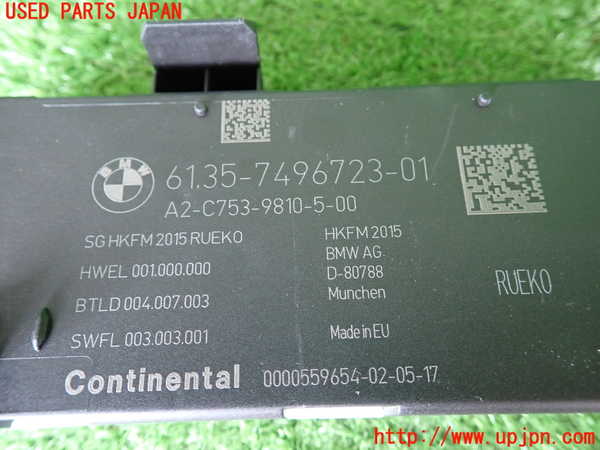 USED PARTS JAPAN
BMW
61.35-7496723-01
A2-C753-9810-5-00
SG HKFM 2015 RUEKO
HWEL 001.000.000
BTLD 004.007.003
SWFL 003.003.001
HKFM 2015
BMW AG
D-80788
Munchen
Made in EU
RUEKO
Continental 0000559654-02-05-17
http://www.upjpn.com/